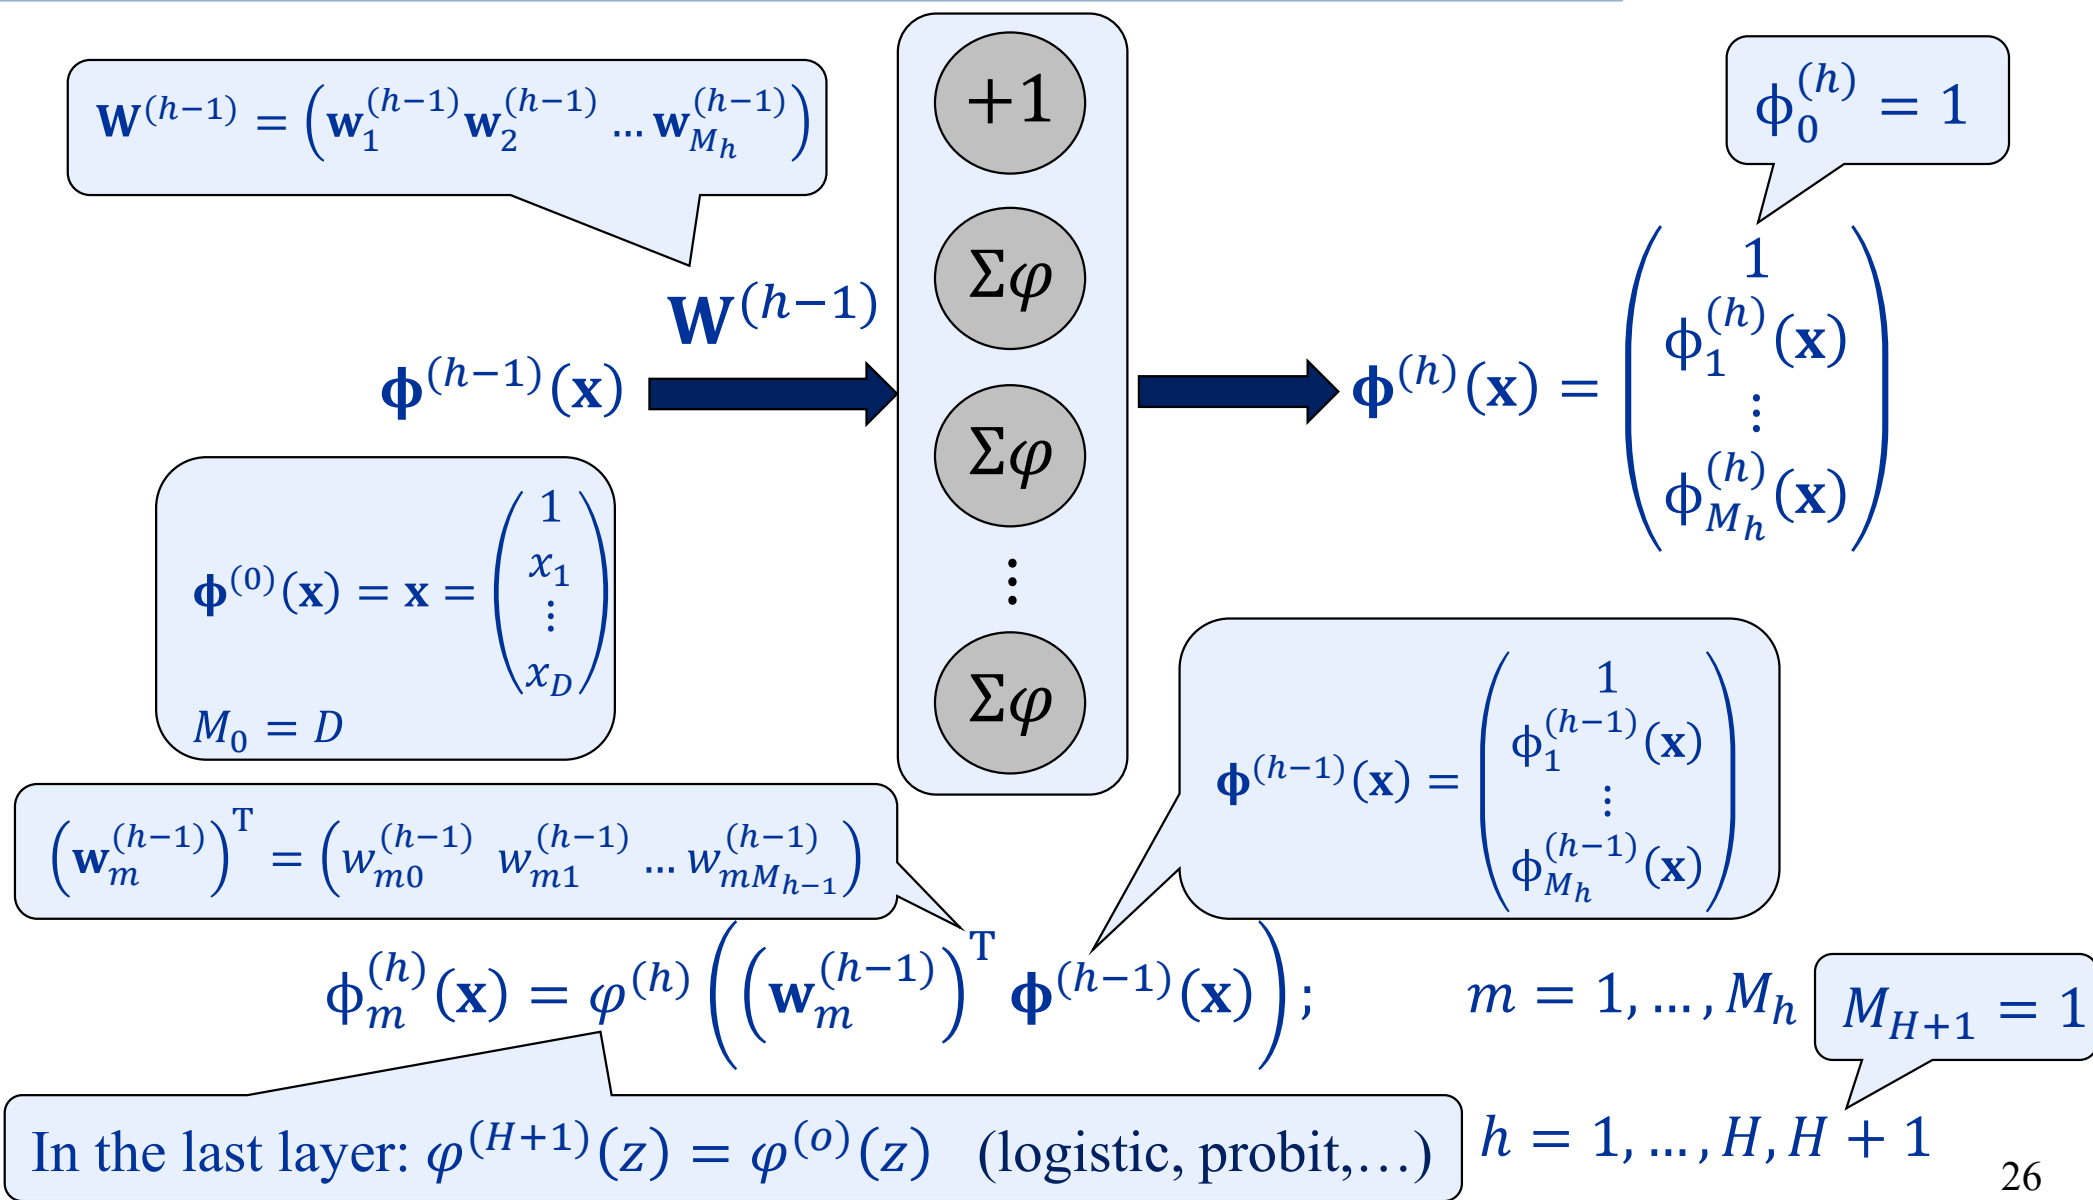 𝐖^(h−1) = (𝐰_1^(h−1) 𝐰_2^(h−1) … 𝐰_{M_h}^(h−1))
+1
ϕ_0^(h) = 1
Σφ
𝐖^(h−1)
ϕ^(h−1)(𝐱)
Σφ
ϕ^(h)(𝐱) = (1 ϕ_1^(h)(𝐱) ⋮ ϕ_{M_h}^(h)(𝐱))
ϕ^(0)(𝐱) = 𝐱 = (1 x_1 ⋮ x_D)
M_0 = D
⋮
Σφ
ϕ^(h−1)(𝐱) = (1 ϕ_1^(h−1)(𝐱) ⋮ ϕ_{M_h}^(h−1)(𝐱))
(𝐰_m^(h−1))^T = (w_{m0}^(h−1) w_{m1}^(h−1) … w_{mM_{h−1}}^(h−1))
ϕ_m^(h)(𝐱) = φ^(h)((𝐰_m^(h−1))^T ϕ^(h−1)(𝐱)); m = 1, … , M_h
M_{H+1} = 1
In the last layer: φ^(H+1)(z) = φ^(o)(z) (logistic, probit,…)
h = 1, … , H, H + 1
26